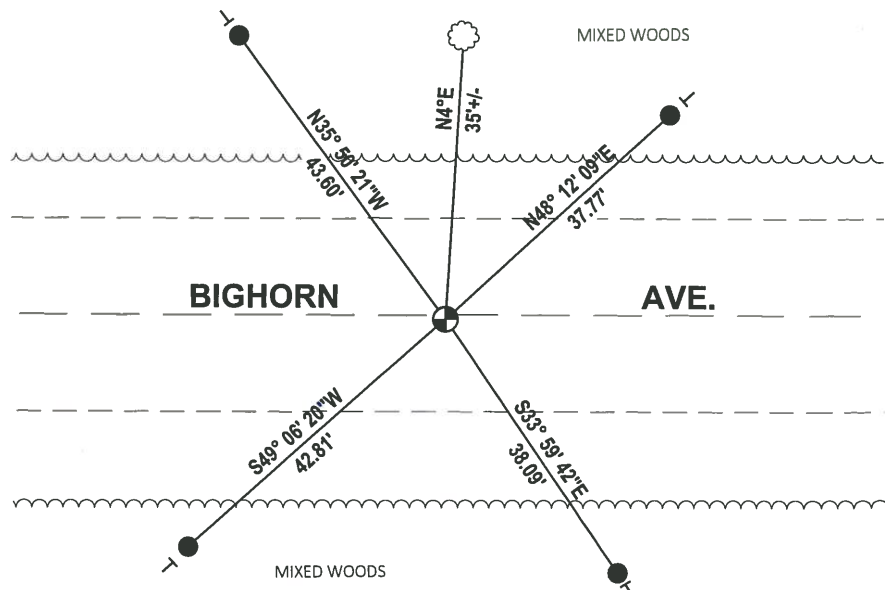 MIXED WOODS
N35° 50' 21"W
43.60'
N4°E
35'+/-
N48° 12' 09"E
37.77'
BIGHORN AVE.
S49° 06' 20"W
42.81'
S33° 59' 42"E
38.09'
MIXED WOODS